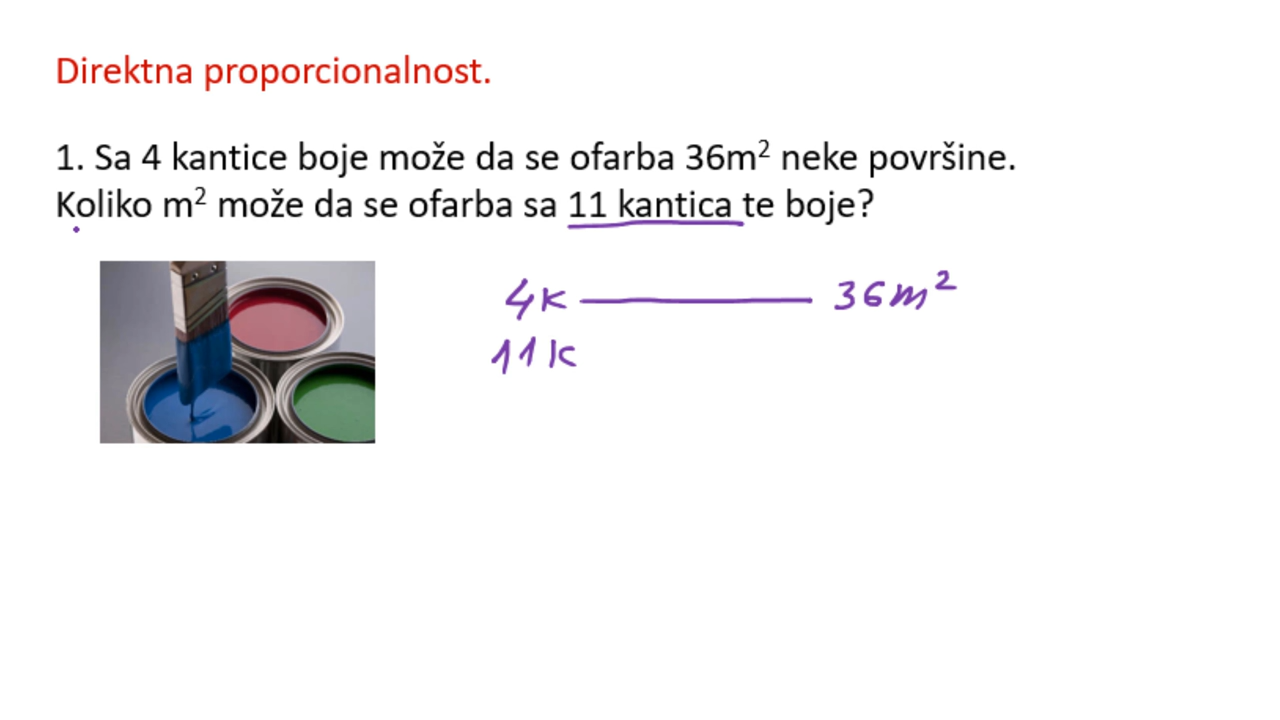 Direktna proporcionalnost.
1. Sa 4 kantice boje može da se ofarba 36m² neke površine.
Koliko m² može da se ofarba sa 11 kantica te boje?
4K ———— 36m²
11K